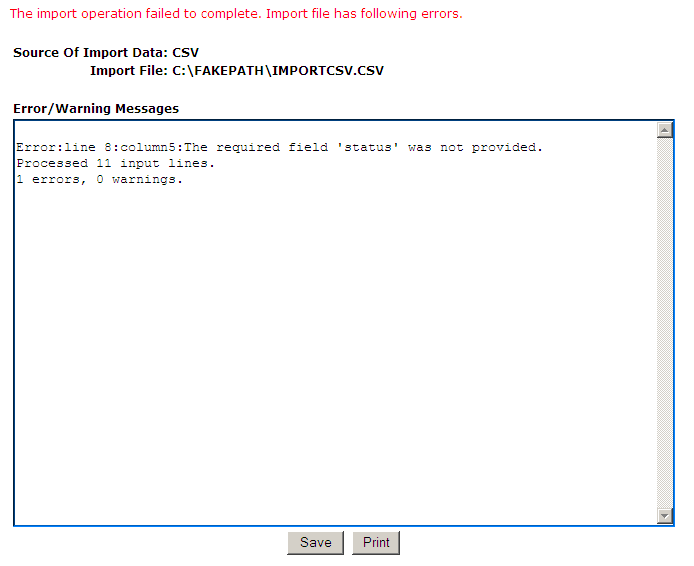 The import operation failed to complete. Import file has following errors.
Source Of Import Data: CSV
Import File: C:\FAKEPATH\IMPORTCSV.CSV
Error/Warning Messages
Error:line 8:column5:The required field 'status' was not provided.
Processed 11 input lines.
1 errors, 0 warnings.
Save Print